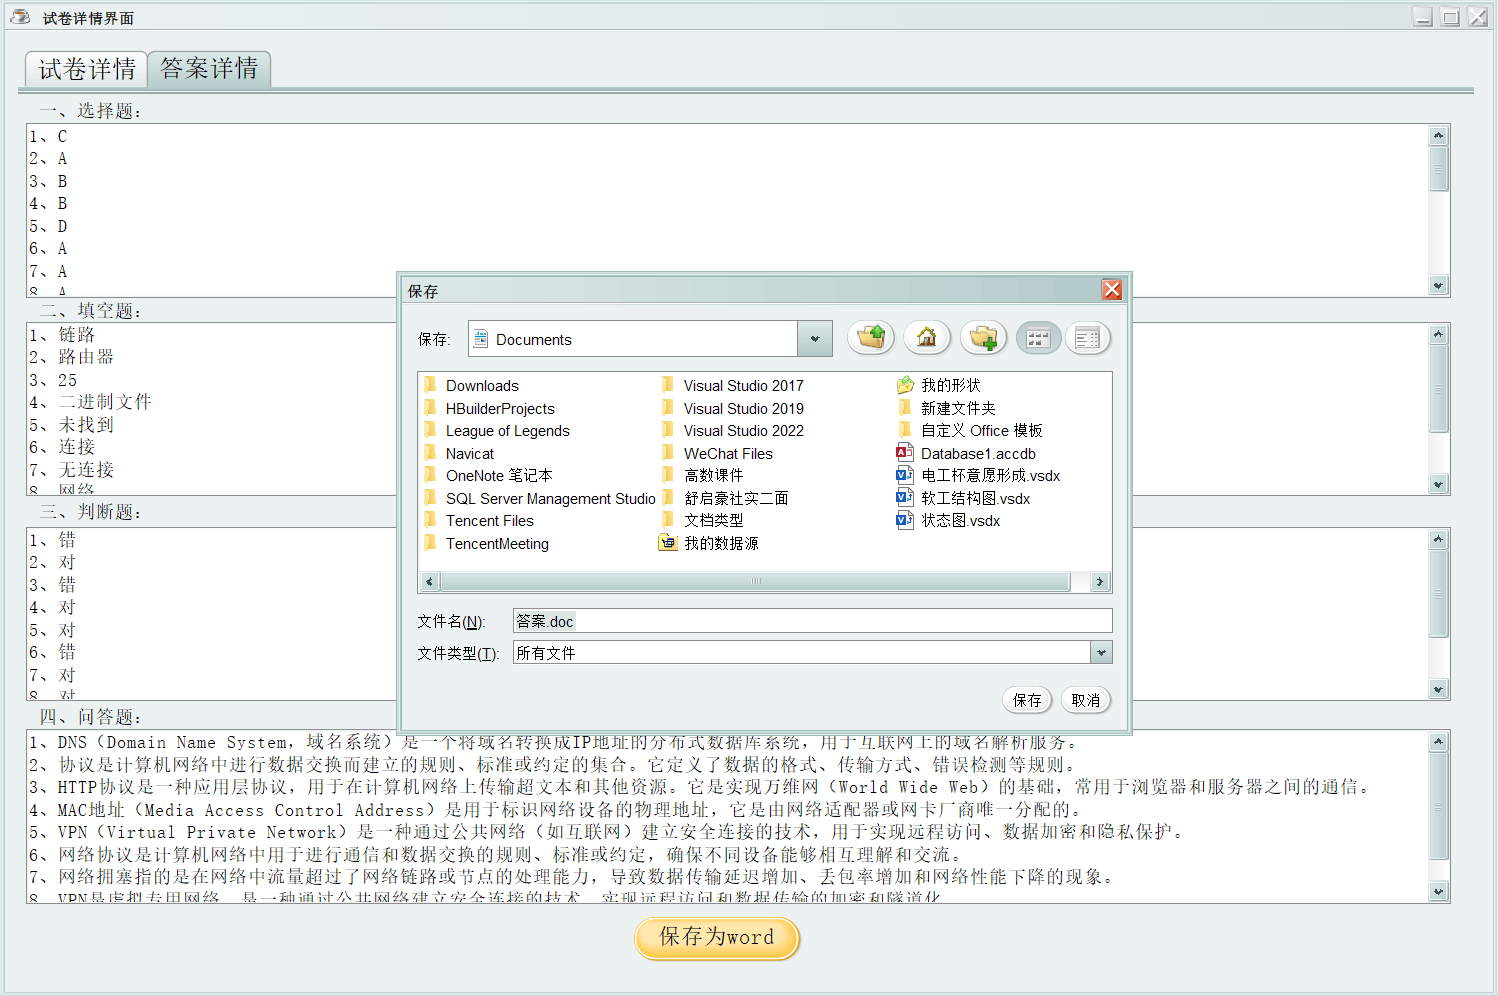 试卷详情界面
试卷详情
答案详情
一、选择题：
1、C
2、A
3、B
4、B
5、D
6、A
7、A
8、A
二、填空题：
1、链路
2、路由器
3、25
4、二进制文件
5、未找到
6、连接
7、无连接
8、网络
三、判断题：
1、错
2、对
3、错
4、对
5、对
6、错
7、对
8、对
四、问答题：
1、DNS（Domain Name System，域名系统）是一个将域名转换成IP地址的分布式数据库系统，用于互联网上的域名解析服务。
2、协议是计算机网络中进行数据交换而建立的规则、标准或约定的集合。它定义了数据的格式、传输方式、错误检测等规则。
3、HTTP协议是一种应用层协议，用于在计算机网络上传输超文本和其他资源。它是实现万维网（World Wide Web）的基础，常用于浏览器和服务器之间的通信。
4、MAC地址（Media Access Control Address）是用于标识网络设备的物理地址，它是由网络适配器或网卡厂商唯一分配的。
5、VPN（Virtual Private Network）是一种通过公共网络（如互联网）建立安全连接的技术，用于实现远程访问、数据加密和隐私保护。
6、网络协议是计算机网络中用于进行通信和数据交换的规则、标准或约定，确保不同设备能够相互理解和交流。
7、网络拥塞指的是在网络中流量超过了网络链路或节点的处理能力，导致数据传输延迟增加、丢包率增加和网络性能下降的现象。
8、VPN是虚拟专用网络，是一种通过公共网络建立安全连接的技术，实现远程访问和数据传输的加密和隧道化
保存为word
保存
保存:
Documents
Downloads
HBuilderProjects
League of Legends
Navicat
OneNote 笔记本
SQL Server Management Studio
Tencent Files
TencentMeeting
Visual Studio 2017
Visual Studio 2019
Visual Studio 2022
WeChat Files
高数课件
舒启豪社实二面
文档类型
我的数据源
我的形状
新建文件夹
自定义 Office 模板
Database1.accdb
电工杯意愿形成.vsdx
软工结构图.vsdx
状态图.vsdx
文件名(N):
答案.doc
文件类型(T):
所有文件
保存
取消